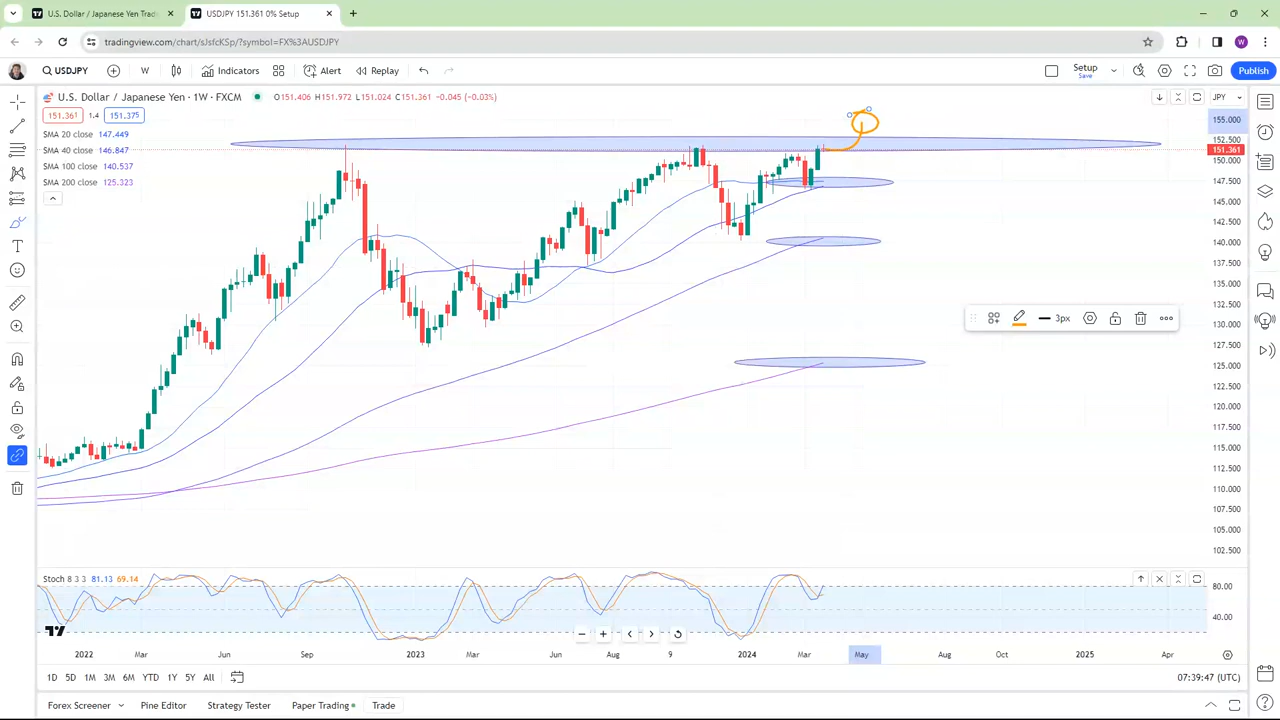 U.S. Dollar / Japanese Yen Trad
USDJPY 151.361 0% Setup
tradingview.com/chart/sJsfcKSp/?symbol=FX%3AUSDJPY
W
USDJPY
W
Indicators
Alert
Replay
Setup
Save
Publish
U.S. Dollar / Japanese Yen · 1W · FXCM
O151.406 H151.972 L151.024 C151.361 -0.045 (-0.03%)
JPY
151.361
1.4
151.375
SMA 20 close 147.449
SMA 40 close 146.847
SMA 100 close 140.537
SMA 200 close 125.323
155.000
152.500
151.361
150.000
147.500
145.000
142.500
140.000
137.500
135.000
132.500
130.000
127.500
125.000
122.500
120.000
117.500
115.000
112.500
110.000
107.500
105.000
102.500
3px
Stoch 8 3 3 81.13 69.14
80.00
40.00
2022 Mar Jun Sep 2023 Mar Jun Aug 9 2024 Mar May Aug Oct 2025 Apr
1D 5D 1M 3M 6M YTD 1Y 5Y All
07:39:47 (UTC)
Forex Screener
Pine Editor
Strategy Tester
Paper Trading
Trade